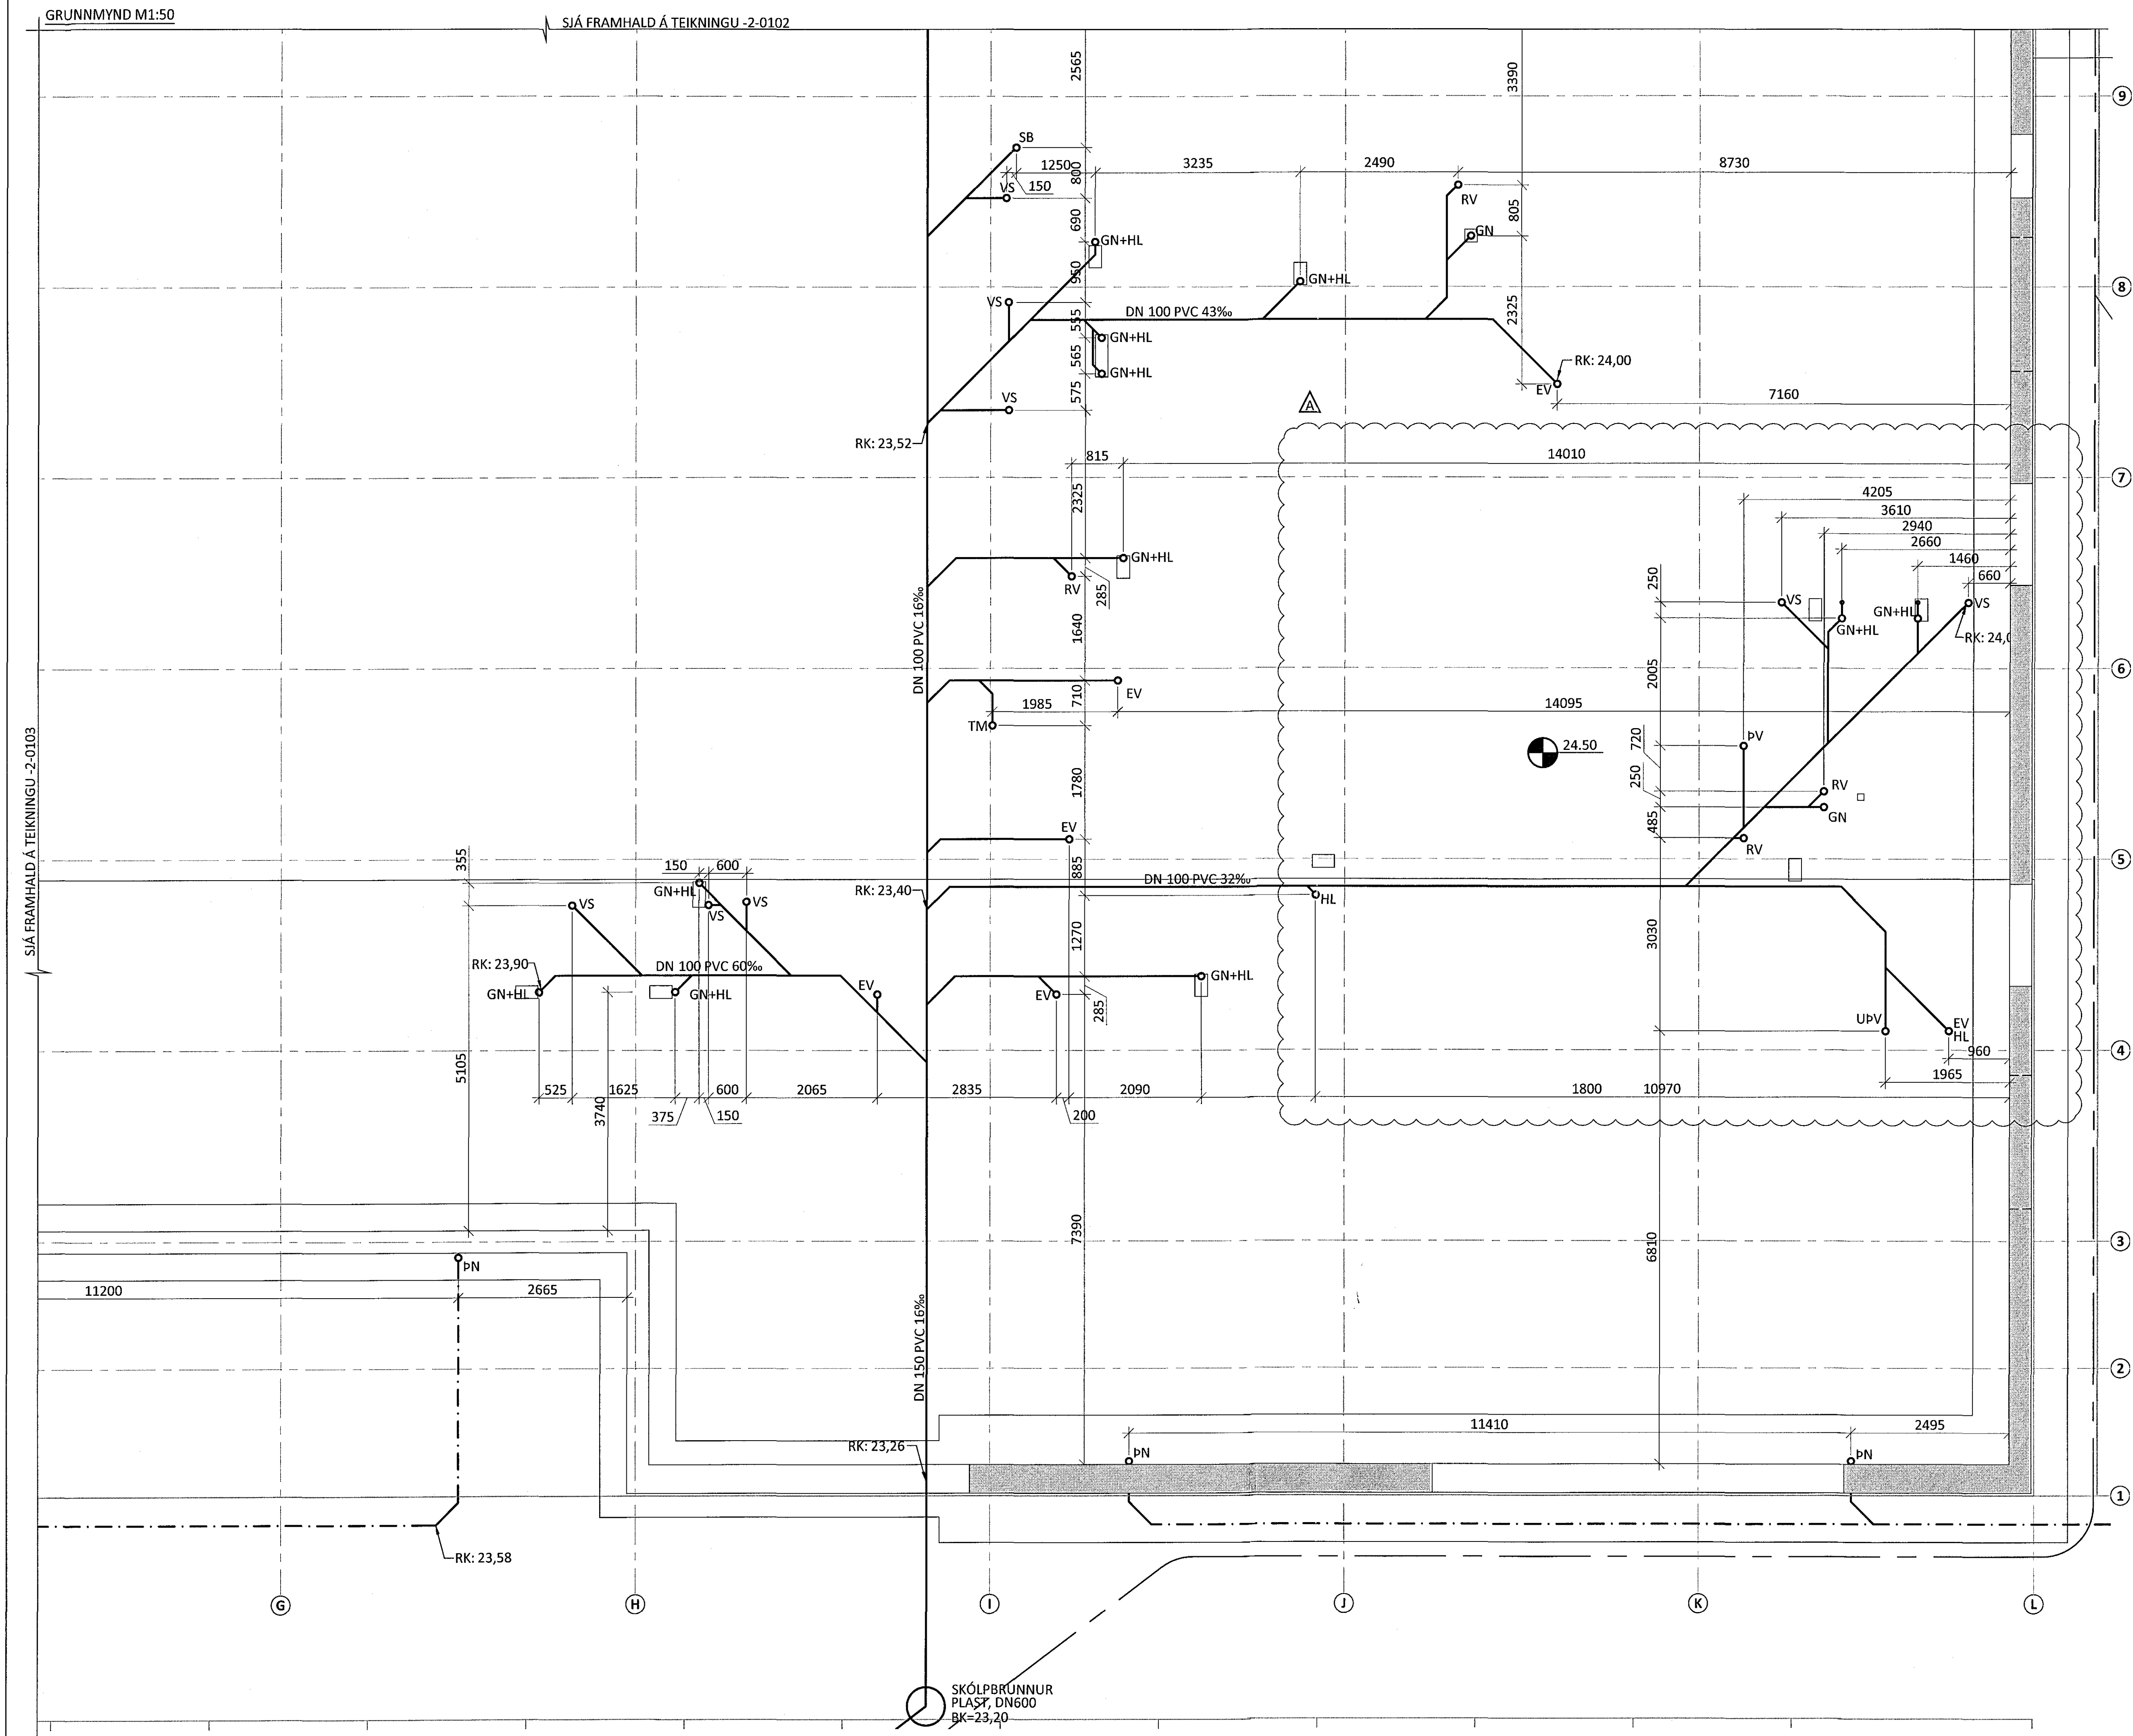 GRUNNMYND M1:50
SJÁ FRAMHALD Á TEIKNINGU -2-0102
2565
3390
9
SB
1250
800
3235
2490
8730
VS
150
RV
690
805
GN+HL
GN
950
VS
GN+HL
8
DN 100 PVC 43‰
555
2325
GN+HL
565
RK: 24,00
GN+HL
575
EV
VS
7160
A
RK: 23,52
815
14010
7
2325
4205
3610
2940
2660
GN+HL
1460
RV
285
250
660
VS
GN+HL
VS
1640
GN+HL
RK: 24,0
DN 100 PVC 16‰
6
2005
EV
710
1985
14095
TM
SJÁ FRAMHALD Á TEIKNINGU -2-0103
ÞV
24.50
720
1780
250
RV
GN
485
EV
RV
355
150
600
885
5
GN+HL
RK: 23,40
DN 100 PVC 32‰
VS
VS
VS
HL
1270
3030
RK: 23,90
DN 100 PVC 60‰
GN+HL
GN+HL
GN+HL
EV
EV
285
UÞV
EV
HL
4
960
5105
1965
525
1625
600
2065
2835
2090
1800
10970
3740
375
150
200
7390
6810
3
ÞN
11200
2665
DN 150 PVC 16‰
2
11410
2495
RK: 23,26
ÞN
ÞN
1
RK: 23,58
G
H
I
J
K
L
SKÓLPBRUNNUR
PLAST, DN600
BK=23,20